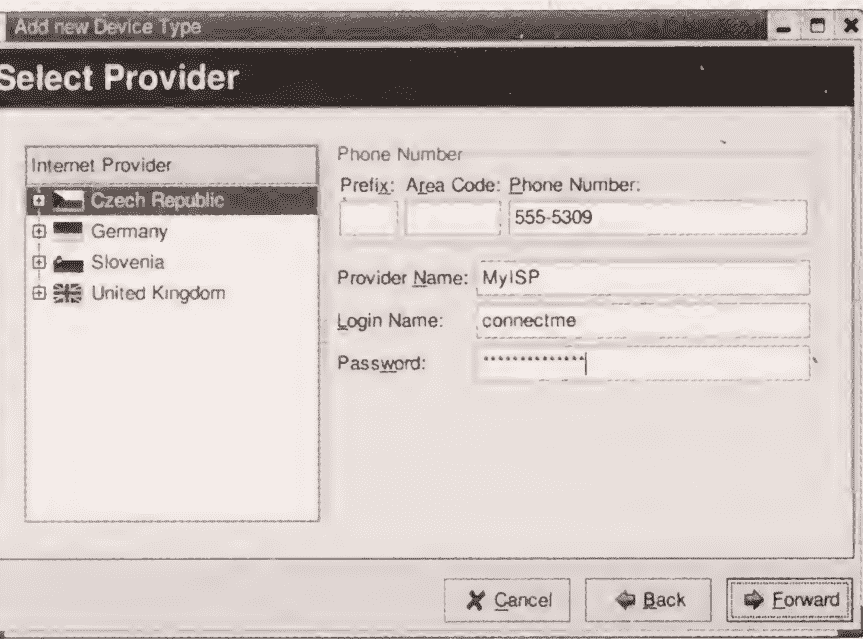 Add new Device Type
Select Provider
Internet Provider
Czech Republic
Germany
Slovenia
United Kingdom
Phone Number
Prefix: Area Code: Phone Number:
555-5309
Provider Name: MyISP
Login Name: connectme
Password: **************
Cancel Back Forward